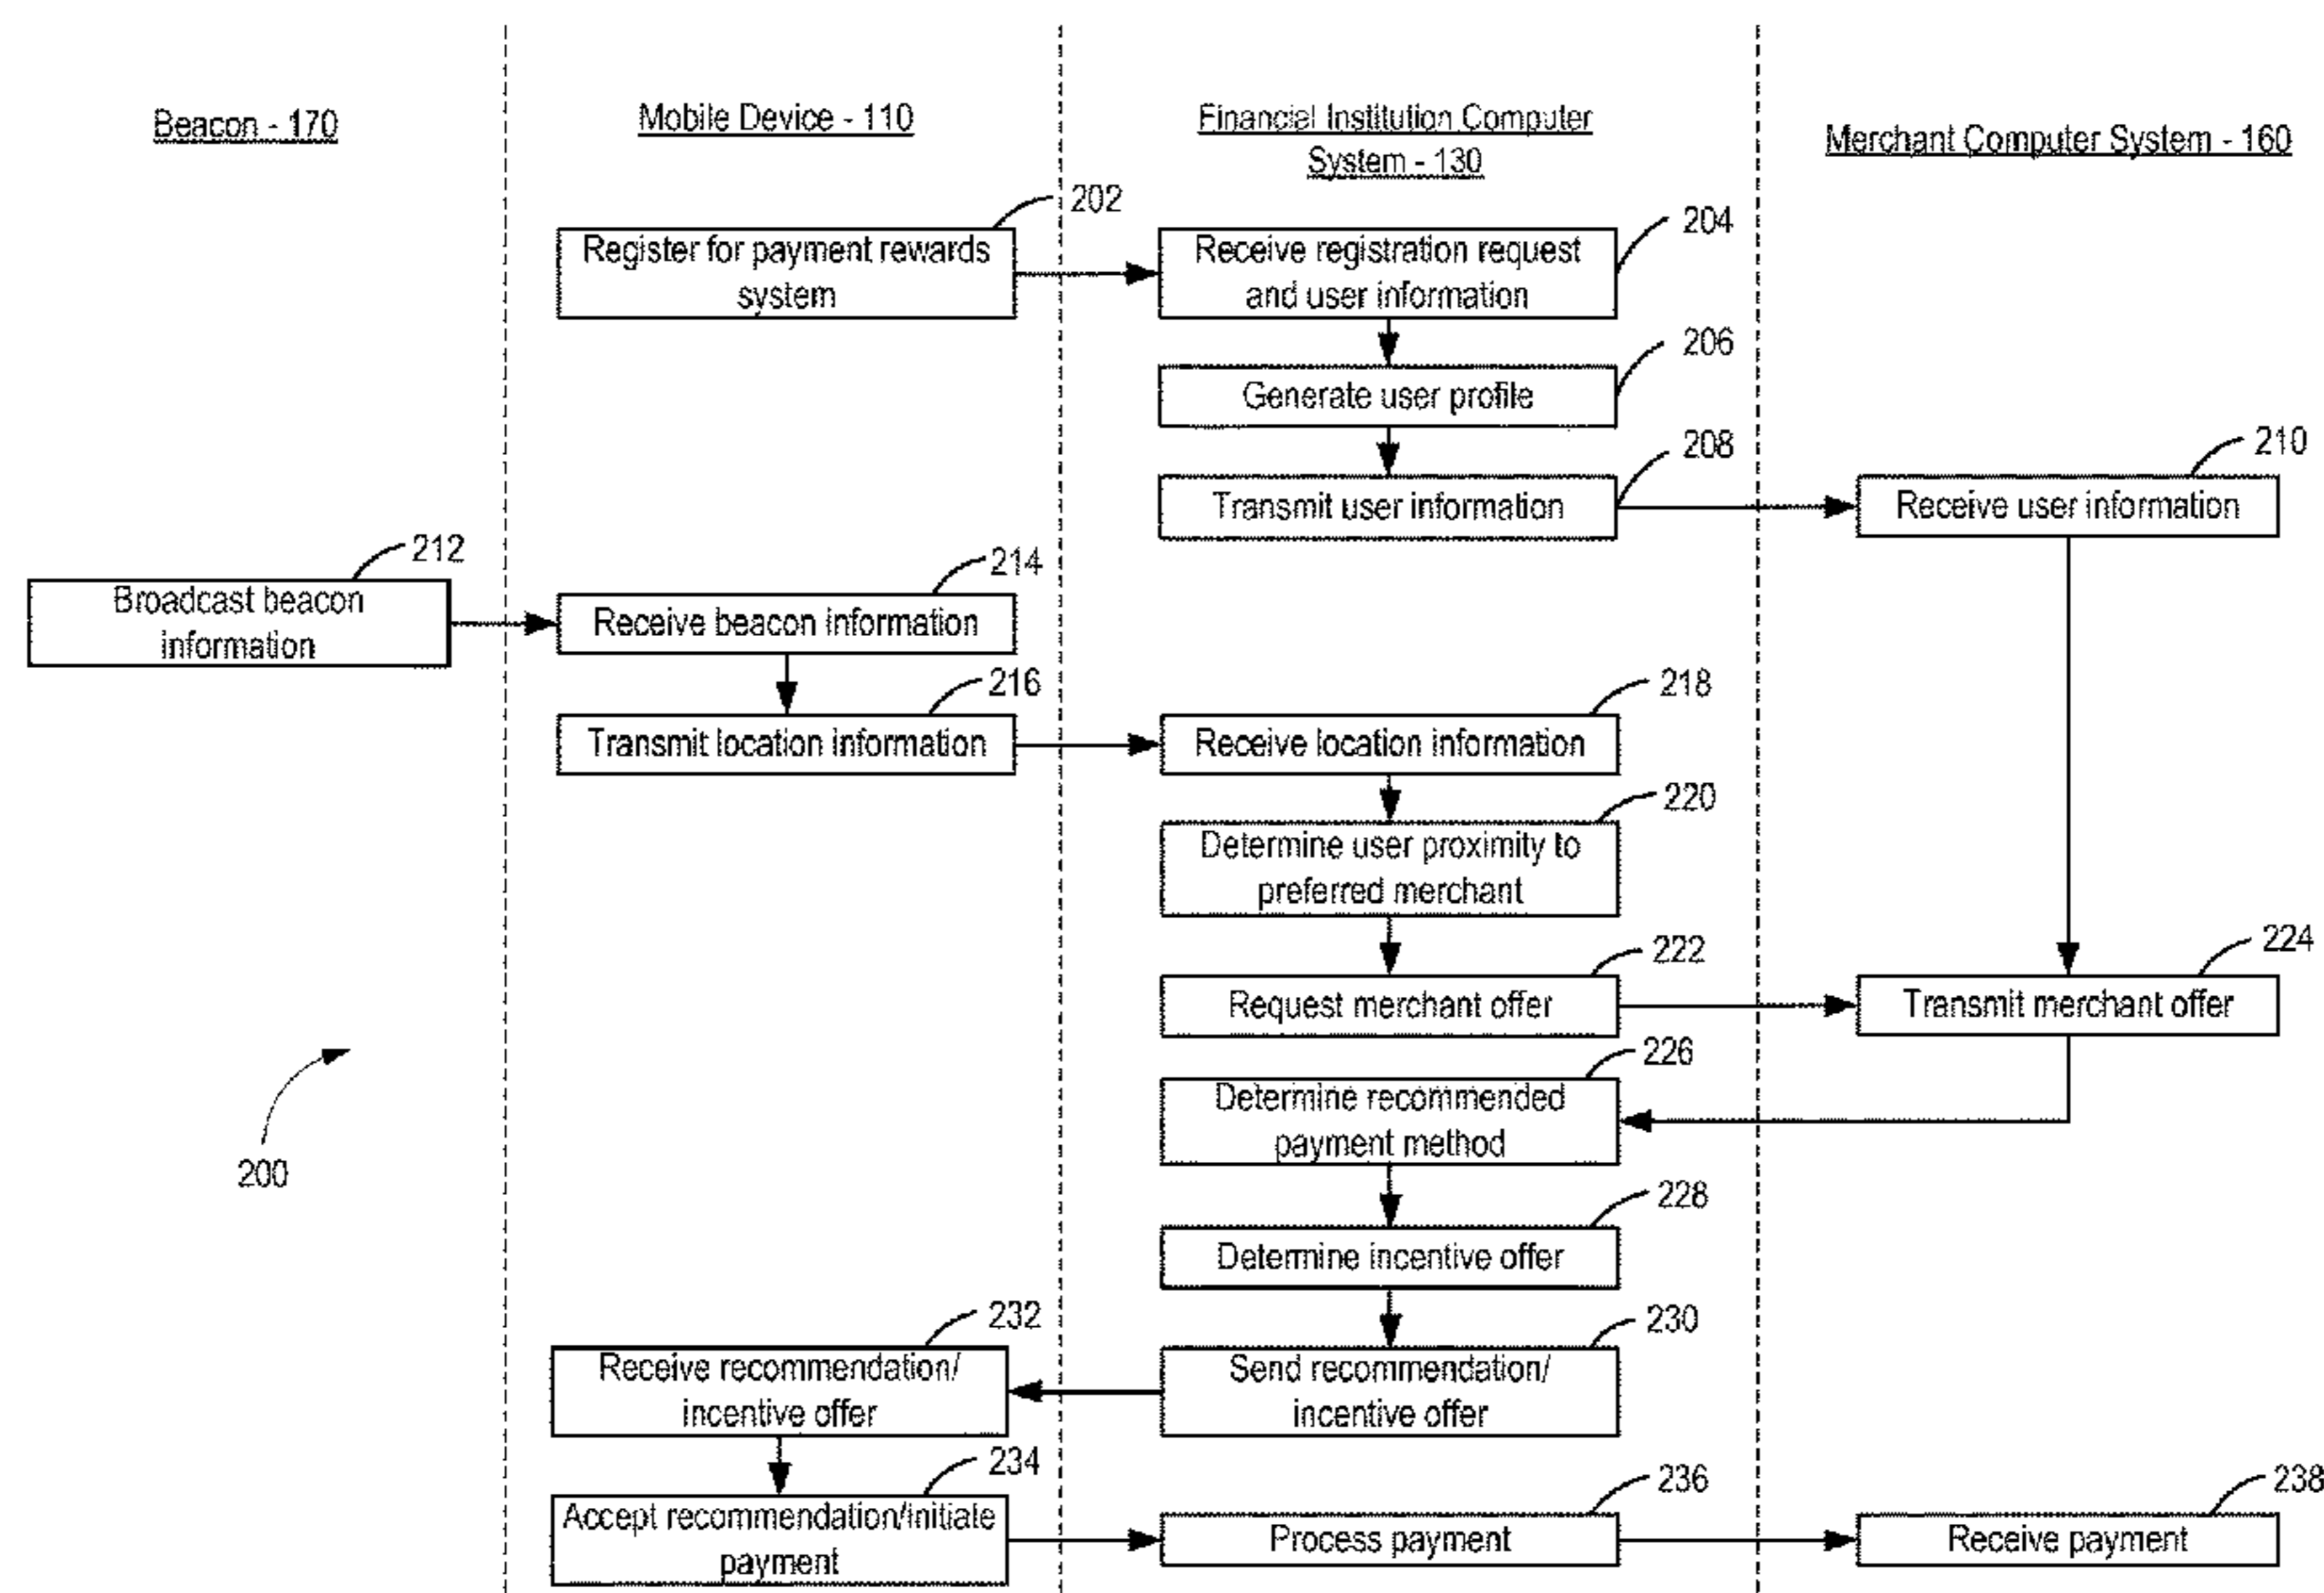 Beacon - 170
Mobile Device - 110
Financial Institution Computer
System - 130
Merchant Computer System - 160
202
Register for payment rewards
system
204
Receive registration request
and user information
206
Generate user profile
208
Transmit user information
210
Receive user information
212
Broadcast beacon
information
214
Receive beacon information
216
Transmit location information
218
Receive location information
220
Determine user proximity to
preferred merchant
222
Request merchant offer
224
Transmit merchant offer
226
Determine recommended
payment method
200
228
Determine incentive offer
230
Send recommendation/
incentive offer
232
Receive recommendation/
incentive offer
234
Accept recommendation/Initiate
payment
236
Process payment
238
Receive payment